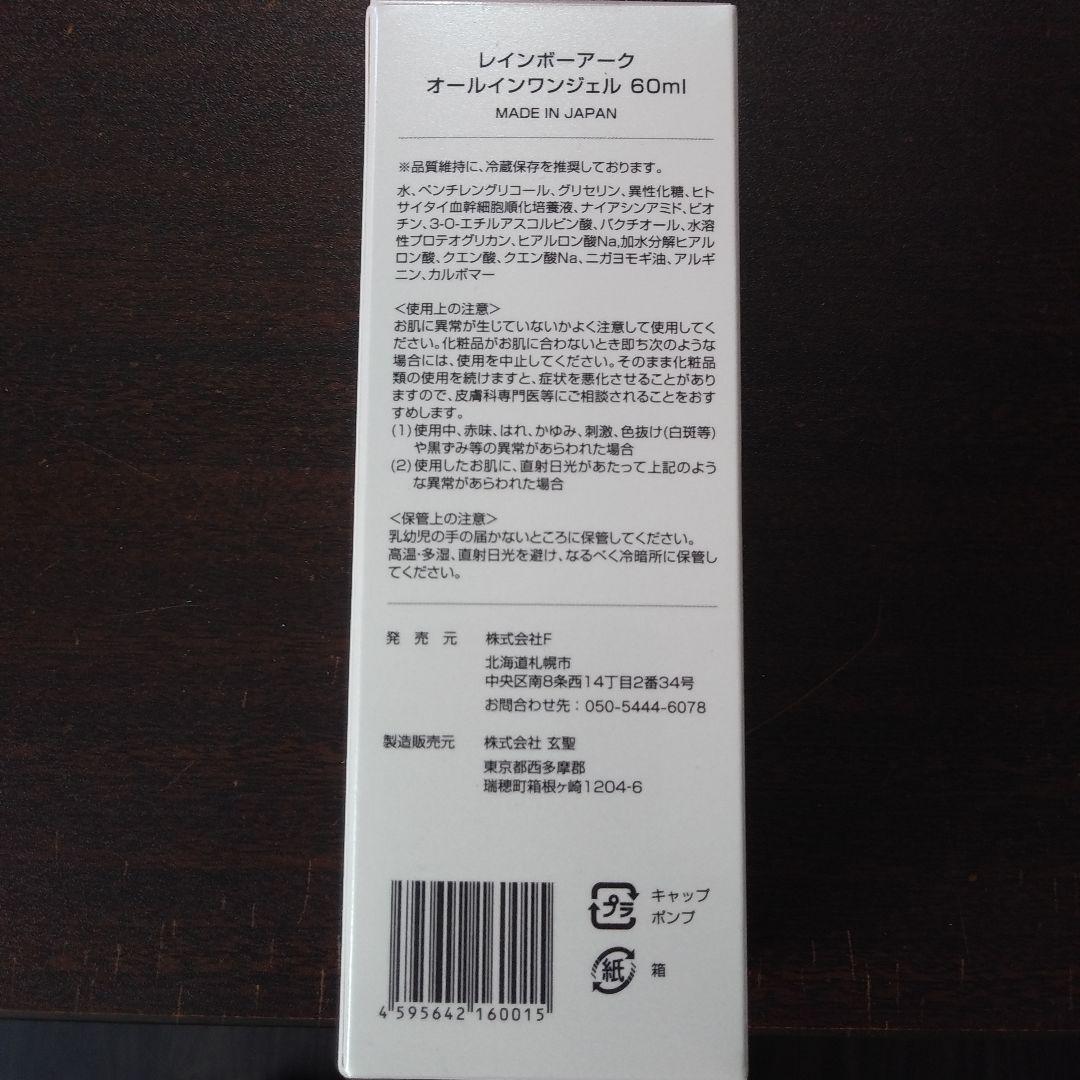 レインボーアーク
オールインワンジェル 60ml
MADE IN JAPAN
※品質維持に、冷蔵保存を推奨しております。
水、ペンチレングリコール、グリセリン、異性化糖、ヒト
サイタイ血幹細胞順化培養液、ナイアシンアミド、ビオ
チン、3-O-エチルアスコルビン酸、バクチオール、水溶
性プロテオグリカン、ヒアルロン酸Na,加水分解ヒアル
ロン酸、クエン酸、クエン酸Na、ニガヨモギ油、アルギ
ニン、カルボマー
＜使用上の注意＞
お肌に異常が生じていないかよく注意して使用してく
ださい。化粧品がお肌に合わないとき即ち次のような
場合には、使用を中止してください。そのまま化粧品
類の使用を続けますと、症状を悪化させることがあり
ますので、皮膚科専門医等にご相談されることをおす
すめします。
(1)使用中、赤味、はれ、かゆみ、刺激、色抜け(白斑等)
や黒ずみ等の異常があらわれた場合
(2)使用したお肌に、直射日光があたって上記のよう
な異常があらわれた場合
＜保管上の注意＞
乳幼児の手の届かないところに保管してください。
高温・多湿、直射日光を避け、なるべく冷暗所に保管し
てください。
発 売 元 株式会社F
北海道札幌市
中央区南8条西14丁目2番34号
お問合わせ先：050-5444-6078
製造販売元 株式会社 玄聖
東京都西多摩郡
瑞穂町箱根ヶ崎1204-6
プラ キャップ
ポンプ
紙 箱
4 595642 160015